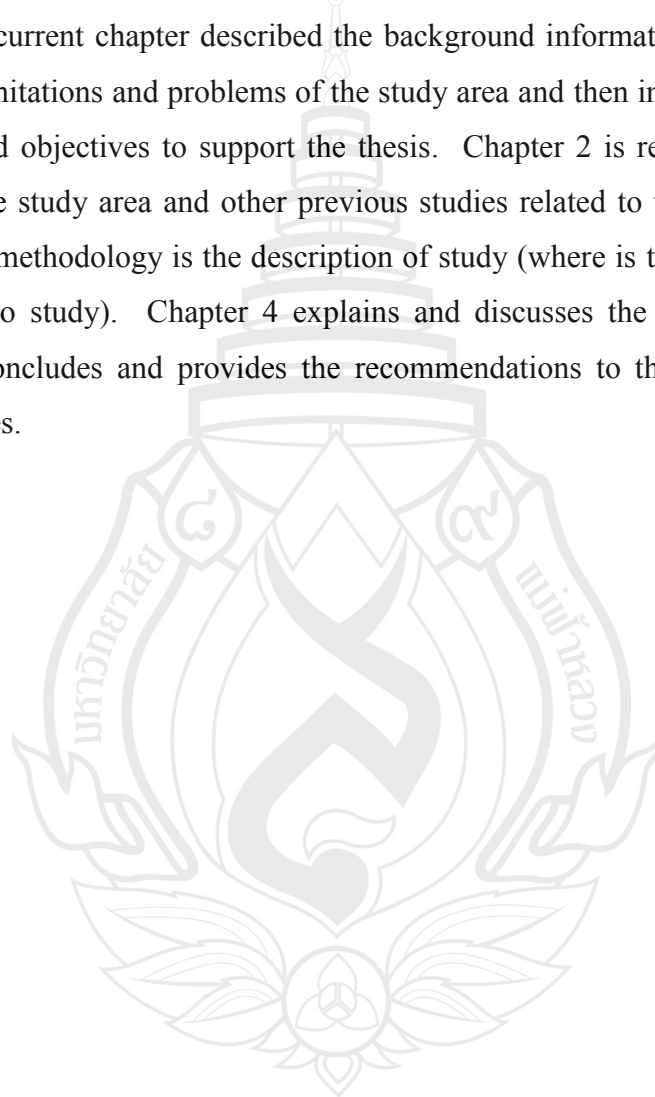 current chapter described the background informat
nitations and problems of the study area and then in
d objectives to support the thesis. Chapter 2 is re
e study area and other previous studies related to
methodology is the description of study (where is t
o study). Chapter 4 explains and discusses the
oncludes and provides the recommendations to th
es.
๘ ๙
มหาวิทยาลัย
แม่ฟ้าหลวง